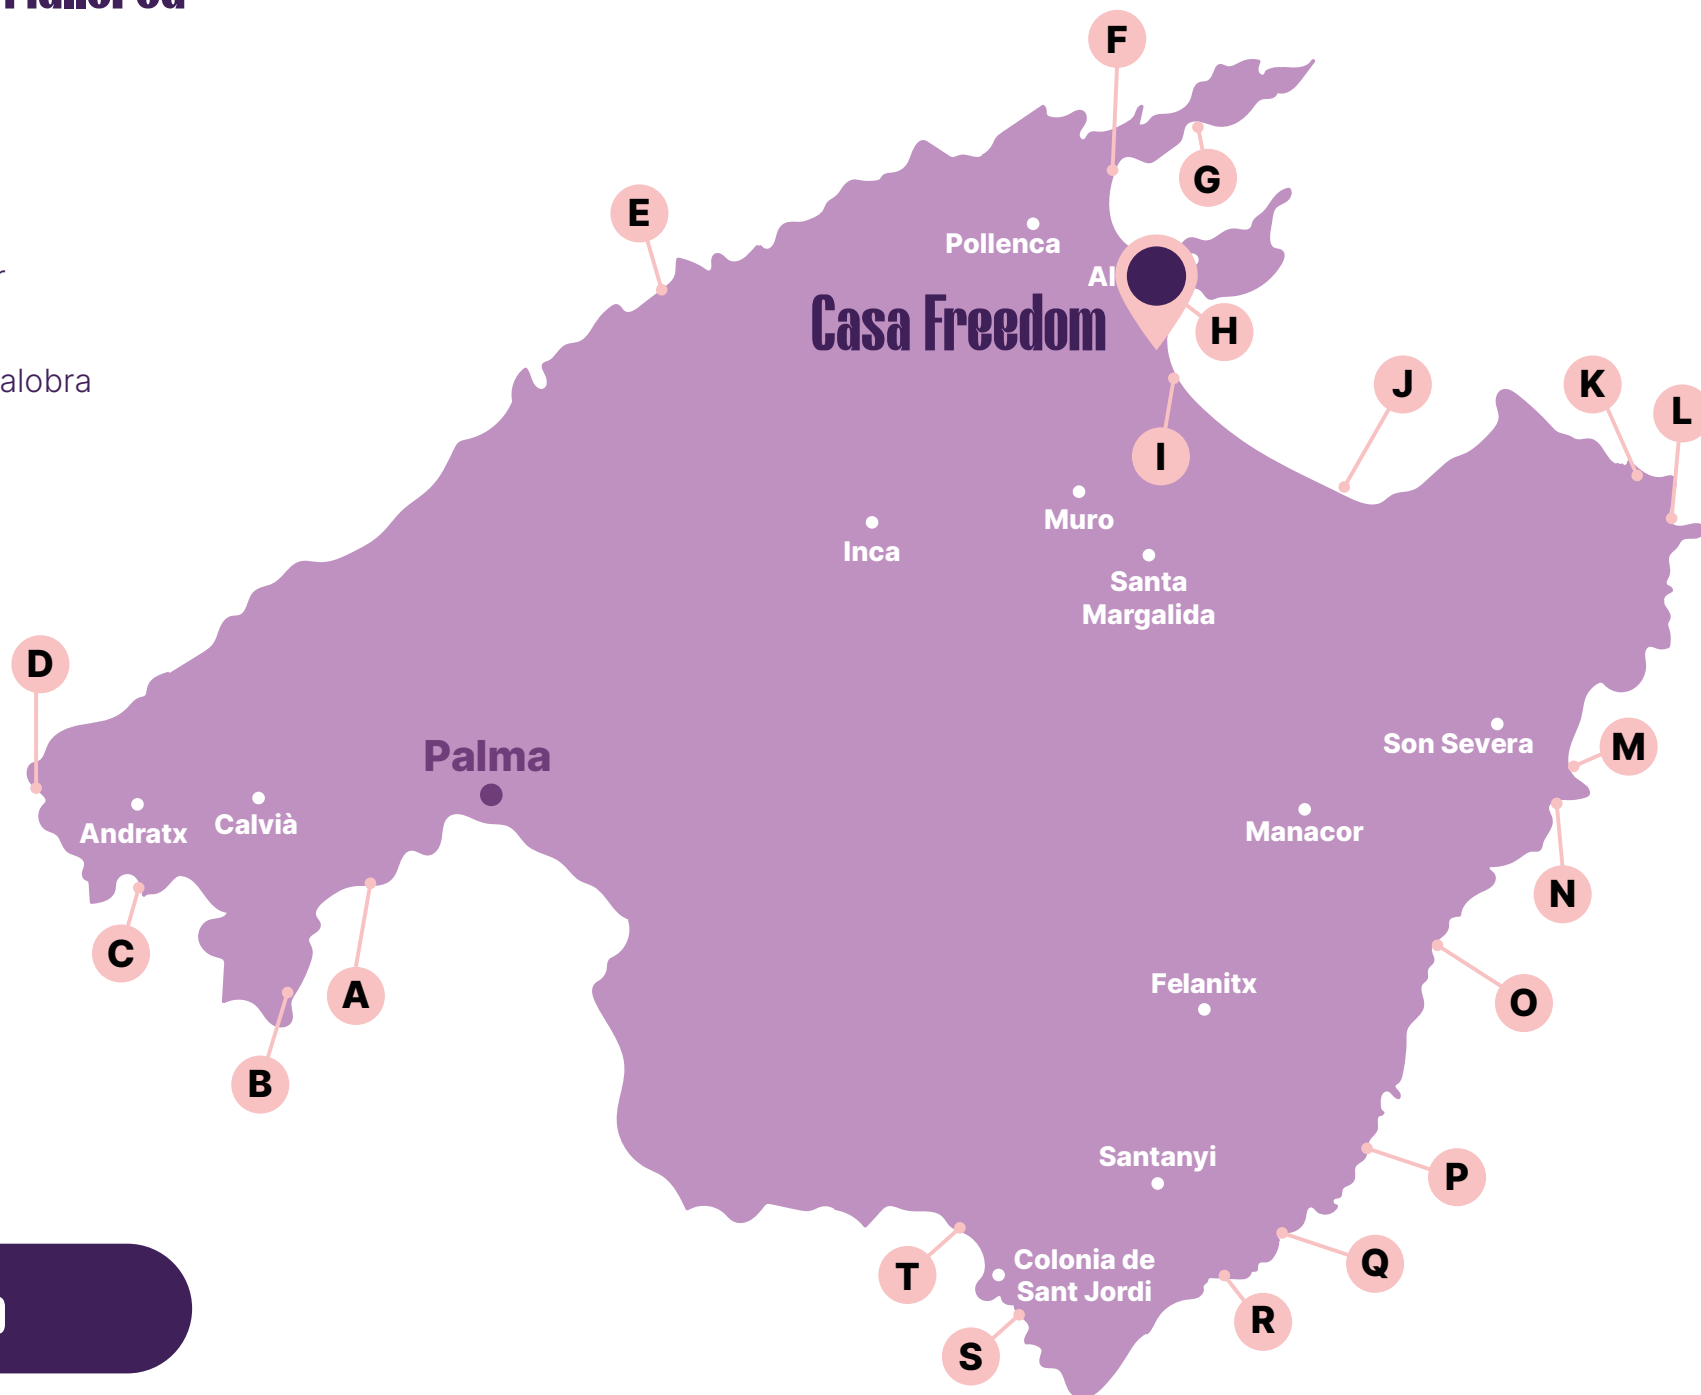 F
G
E
Pollenca
Al
Casa Freedom
H
alobra
J
K
L
I
Muro
Inca
Santa
Margalida
D
Son Severa
M
Palma
Andratx
Calvià
Manacor
N
C
A
Felanitx
O
B
Santanyi
P
T
Colonia de
Sant Jordi
Q
R
S